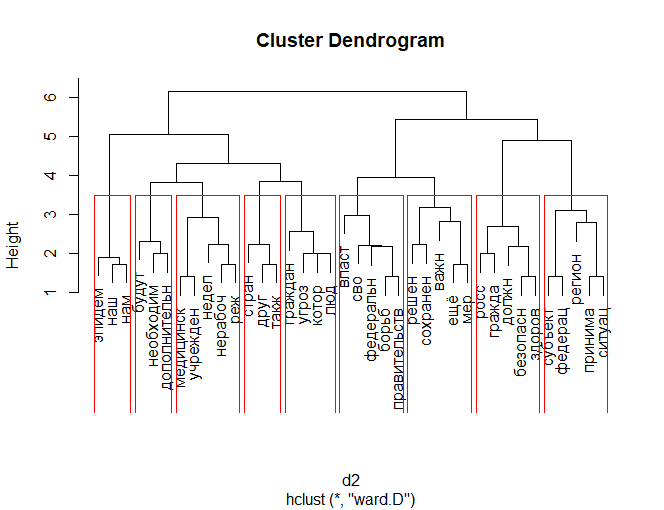 Cluster Dendrogram
Height
6
5
4
3
2
1
эпидем
наш
нам
будут
необходим
дополнительн
медицинск
учрежден
недел
нерабоч
реж
стран
друг
такж
граждан
угроз
котор
люд
власт
сво
федеральн
борьб
правительств
решен
сохранен
важн
ещё
мер
росс
гражда
должн
безопасн
здоров
субъект
федерац
регион
принима
ситуац
d2
hclust (*, "ward.D")